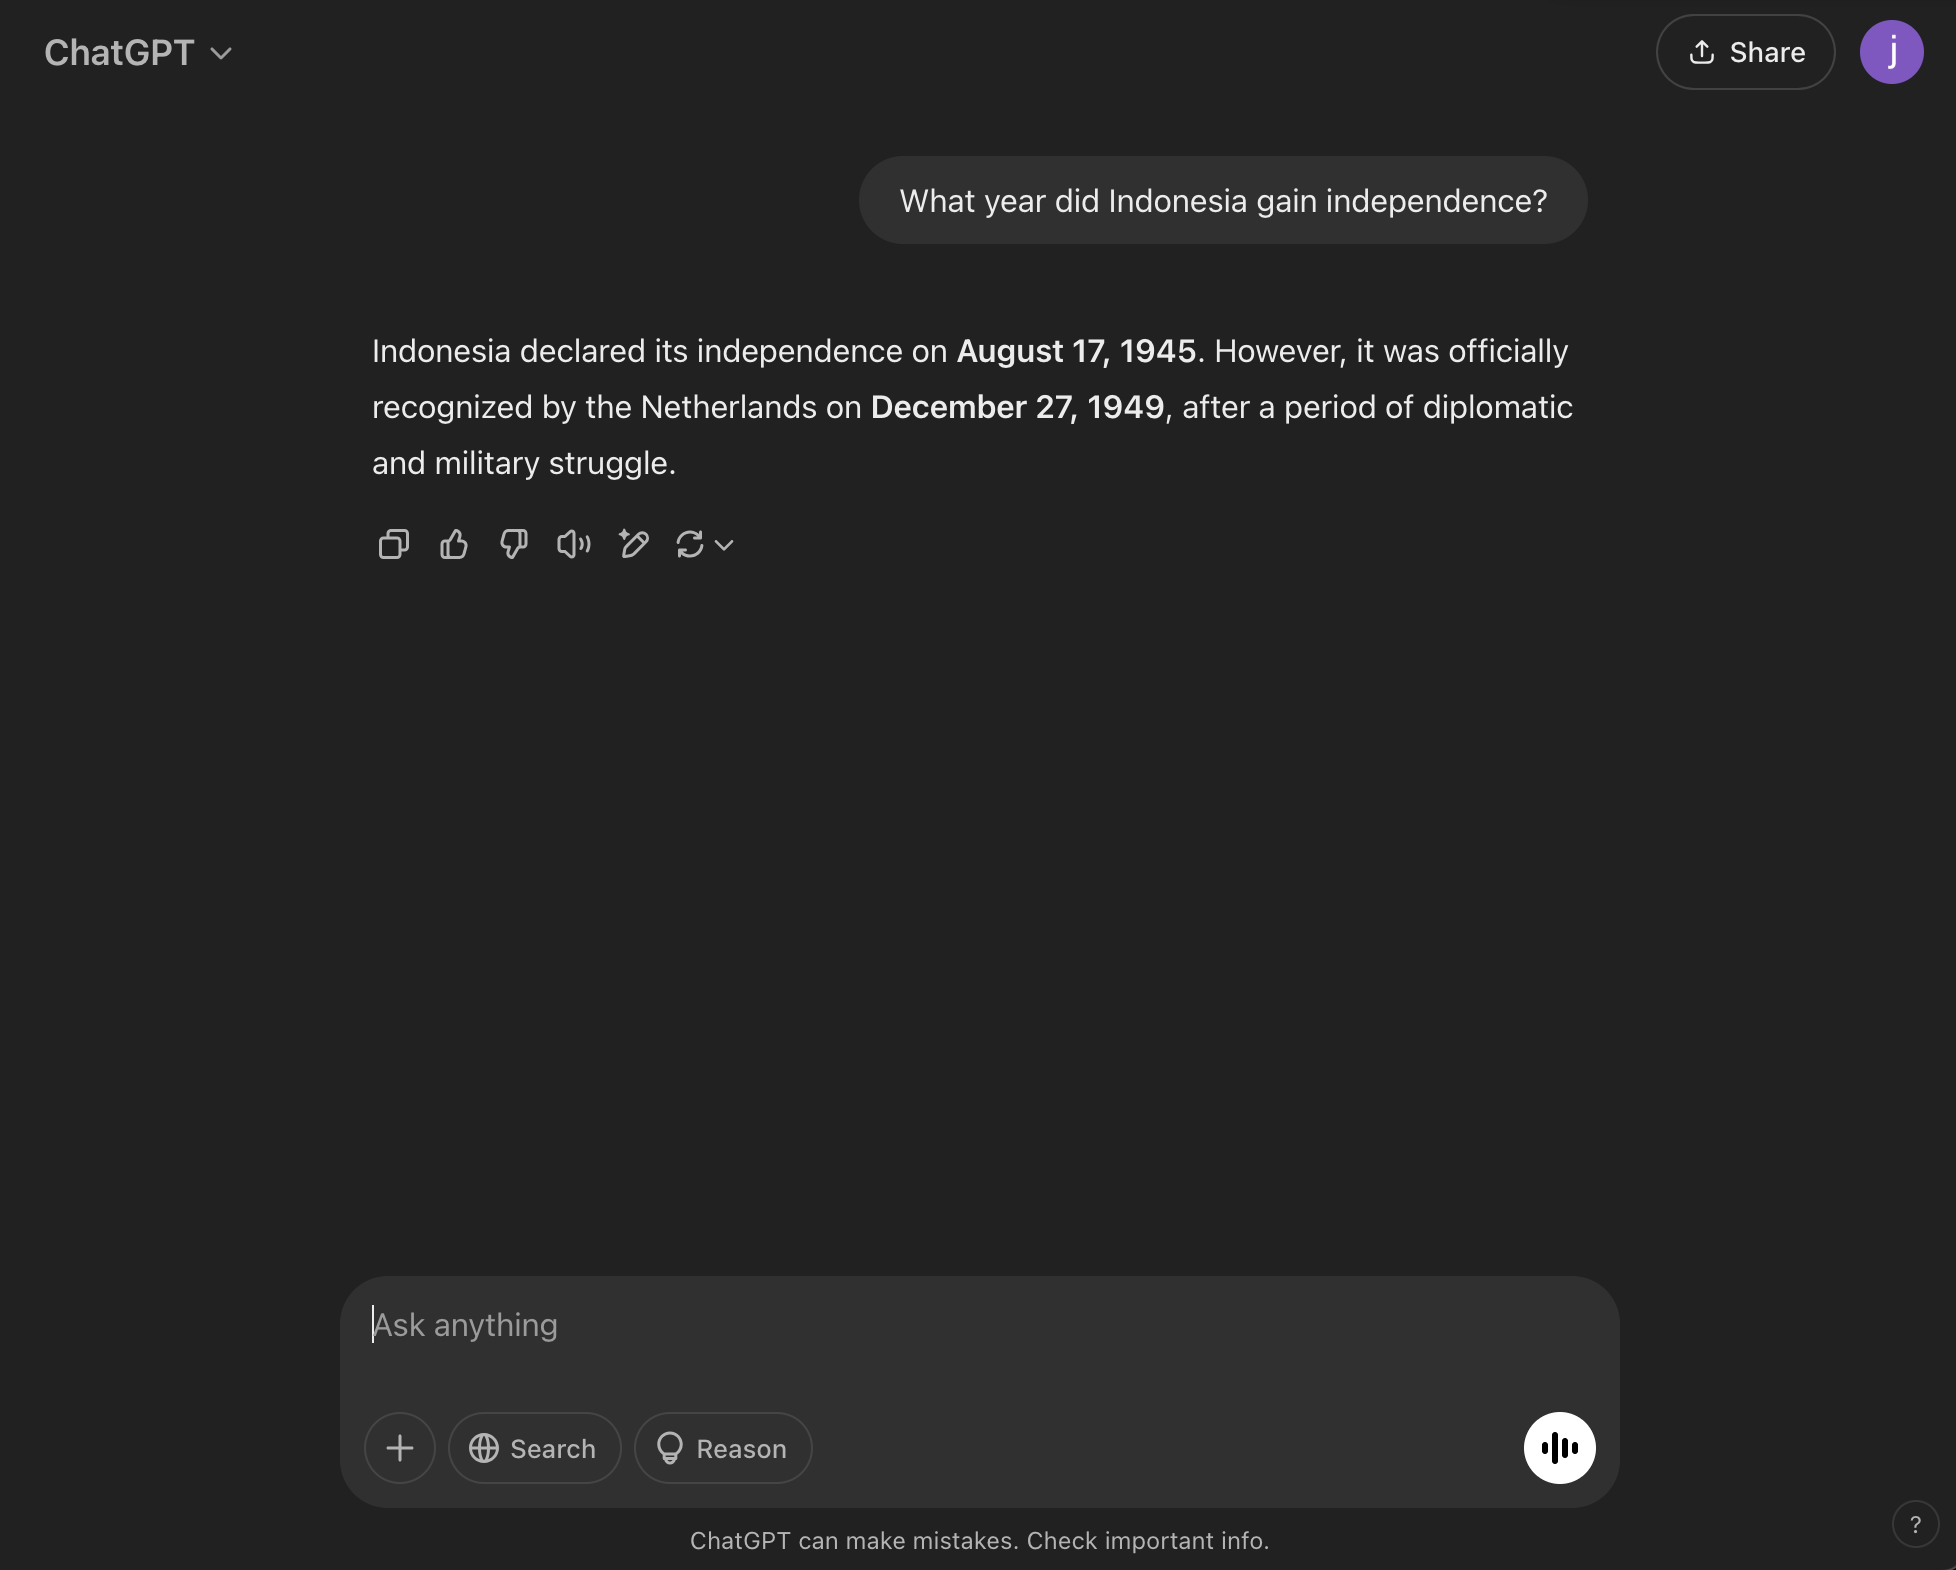 ChatGPT
Share
j
What year did Indonesia gain independence?
Indonesia declared its independence on August 17, 1945. However, it was officially
recognized by the Netherlands on December 27, 1949, after a period of diplomatic
and military struggle.
Ask anything
Search
Reason
ChatGPT can make mistakes. Check important info.
?